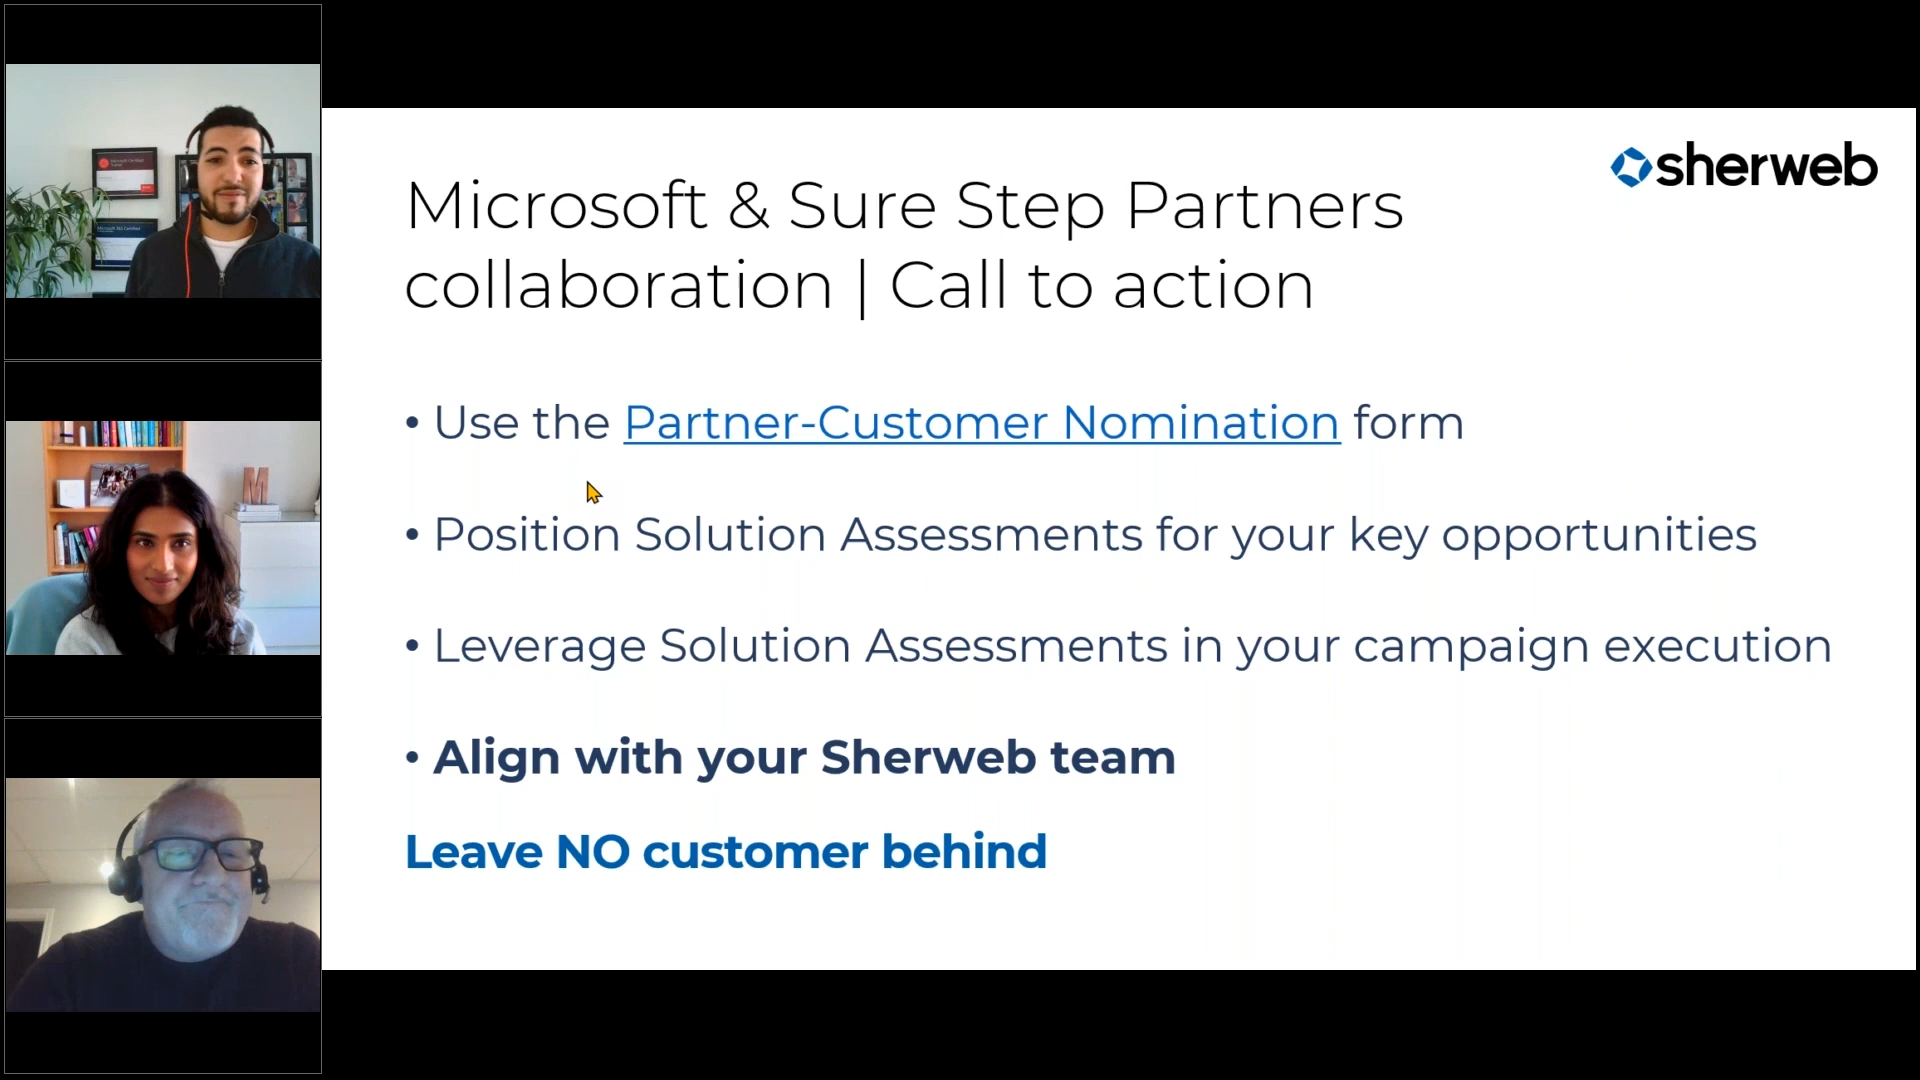 sherweb
Microsoft & Sure Step Partners
collaboration | Call to action
• Use the Partner-Customer Nomination form
• Position Solution Assessments for your key opportunities
• Leverage Solution Assessments in your campaign execution
• Align with your Sherweb team
Leave NO customer behind
M